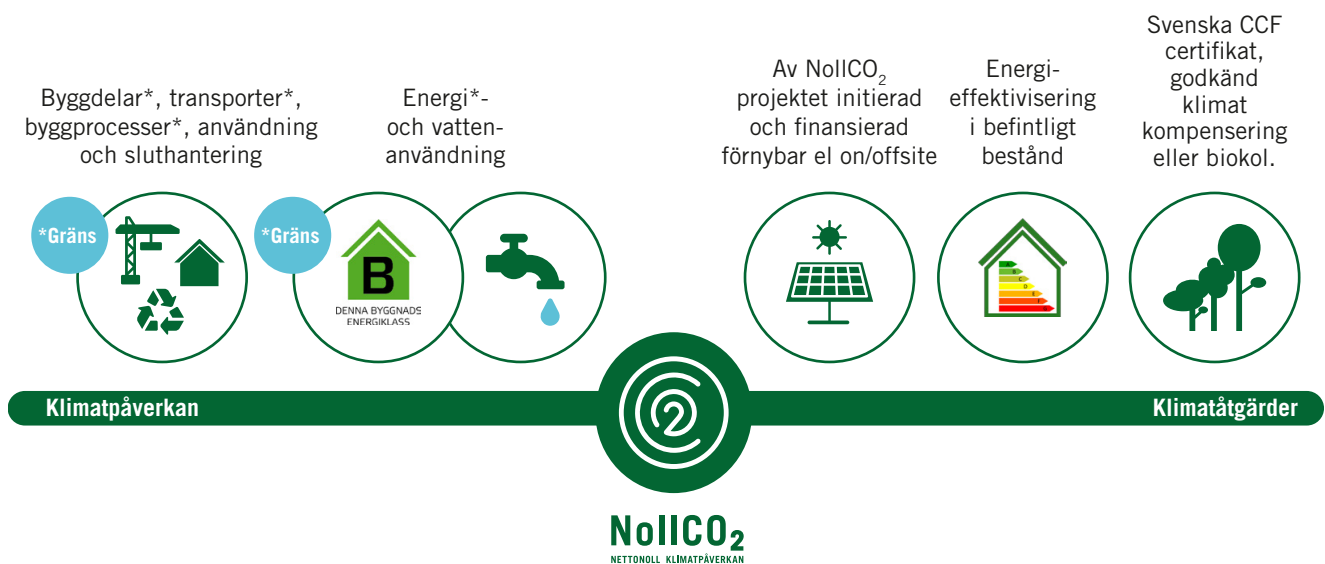 Byggdelar*, transporter*,
byggprocesser*, användning
och sluthantering
Energi*-
och vatten-
användning
Av NollCO₂
projektet initierad
och finansierad
förnybar el on/offsite
Energi-
effektivisering
i befintligt
bestånd
Svenska CCF
certifikat,
godkänd
klimat
kompensering
eller biokol.
*Gräns
*Gräns
B
DENNA BYGGNADS
ENERGIKLASS
A
B
C
D
E
F
G
Klimatpåverkan
2
Klimatåtgärder
NollCO₂
NETTONOLL KLIMATPÅVERKAN